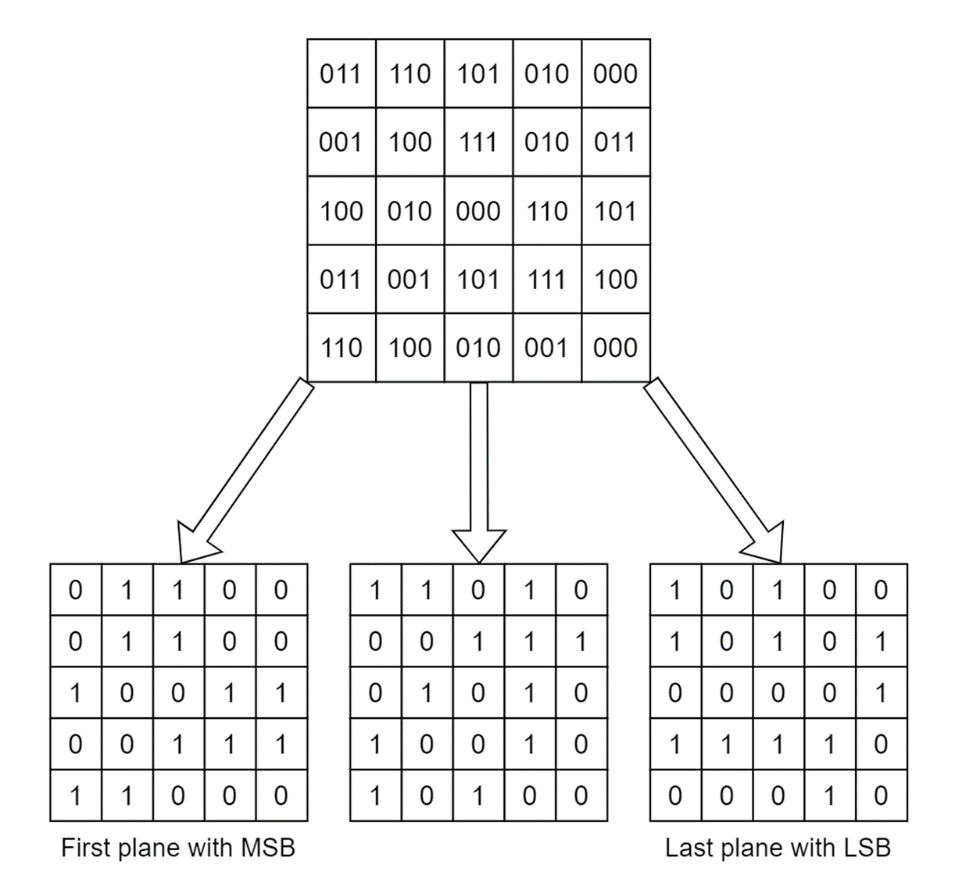 011 110 101 010 000
001 100 111 010 011
100 010 000 110 101
011 001 101 111 100
110 100 010 001 000
0 1 1 0 0
0 1 1 0 0
1 0 0 1 1
0 0 1 1 1
1 1 0 0 0
First plane with MSB
1 1 0 1 0
0 0 1 1 1
0 1 0 1 0
1 0 0 1 0
1 0 1 0 0
1 0 1 0 0
1 0 1 0 1
0 0 0 0 1
1 1 1 1 0
0 0 0 1 0
Last plane with LSB